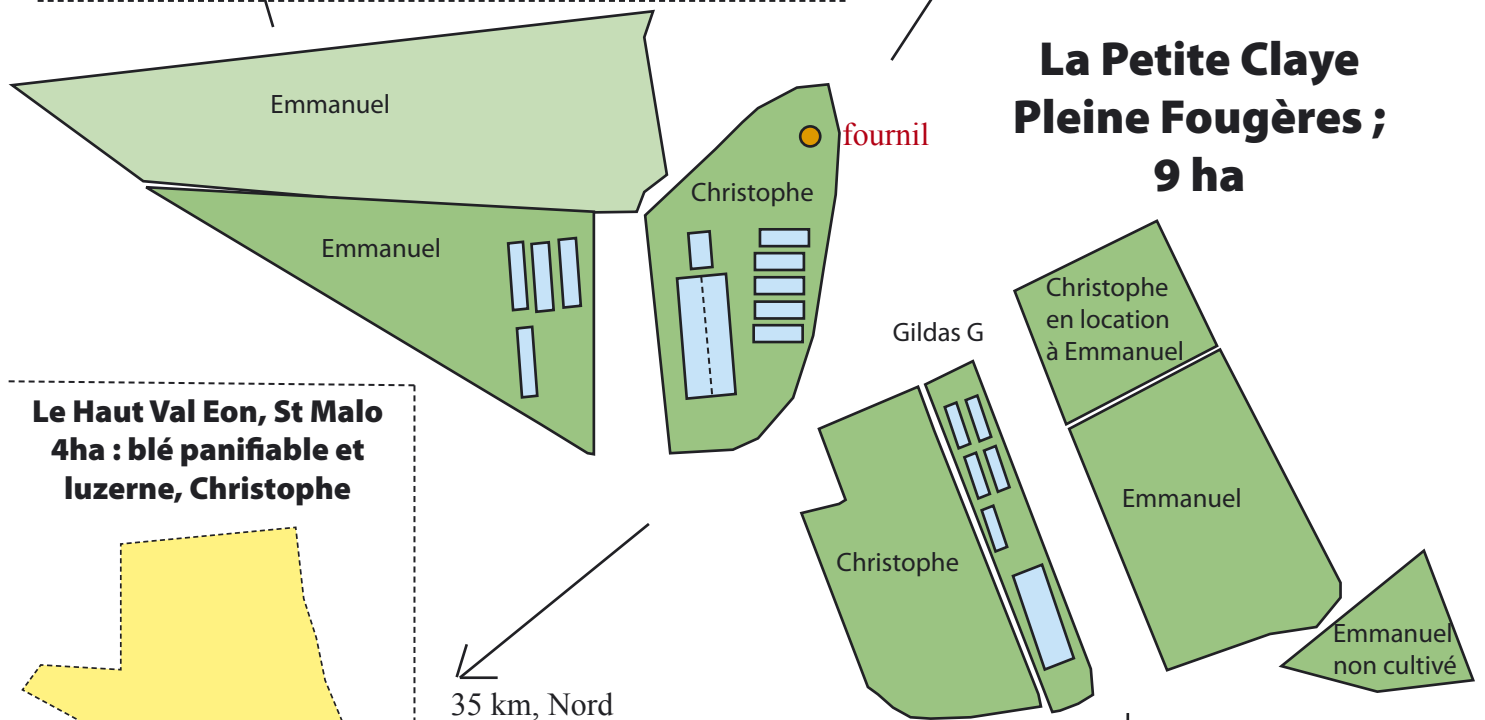 La Petite Claye
Pleine Fougères ;
9 ha
Emmanuel
fournil
Christophe
Emmanuel
Christophe
en location
à Emmanuel
Gildas G
Le Haut Val Eon, St Malo
4ha : blé panifiable et
luzerne, Christophe
Emmanuel
Christophe
Emmanuel
non cultivé
35 km, Nord